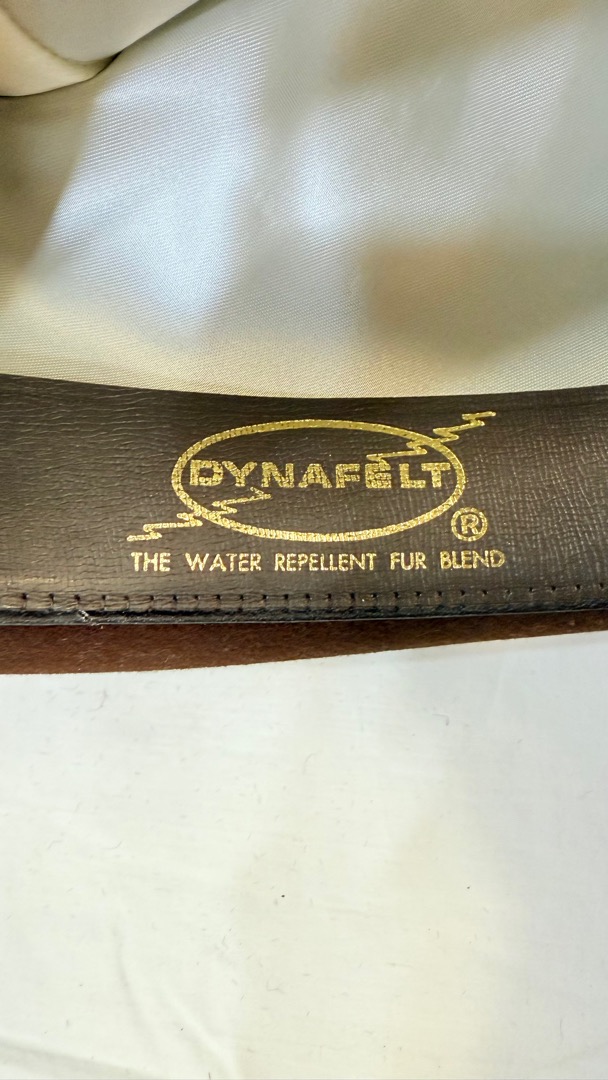 DYNAFELT
®
THE WATER REPELLENT FUR BLEND